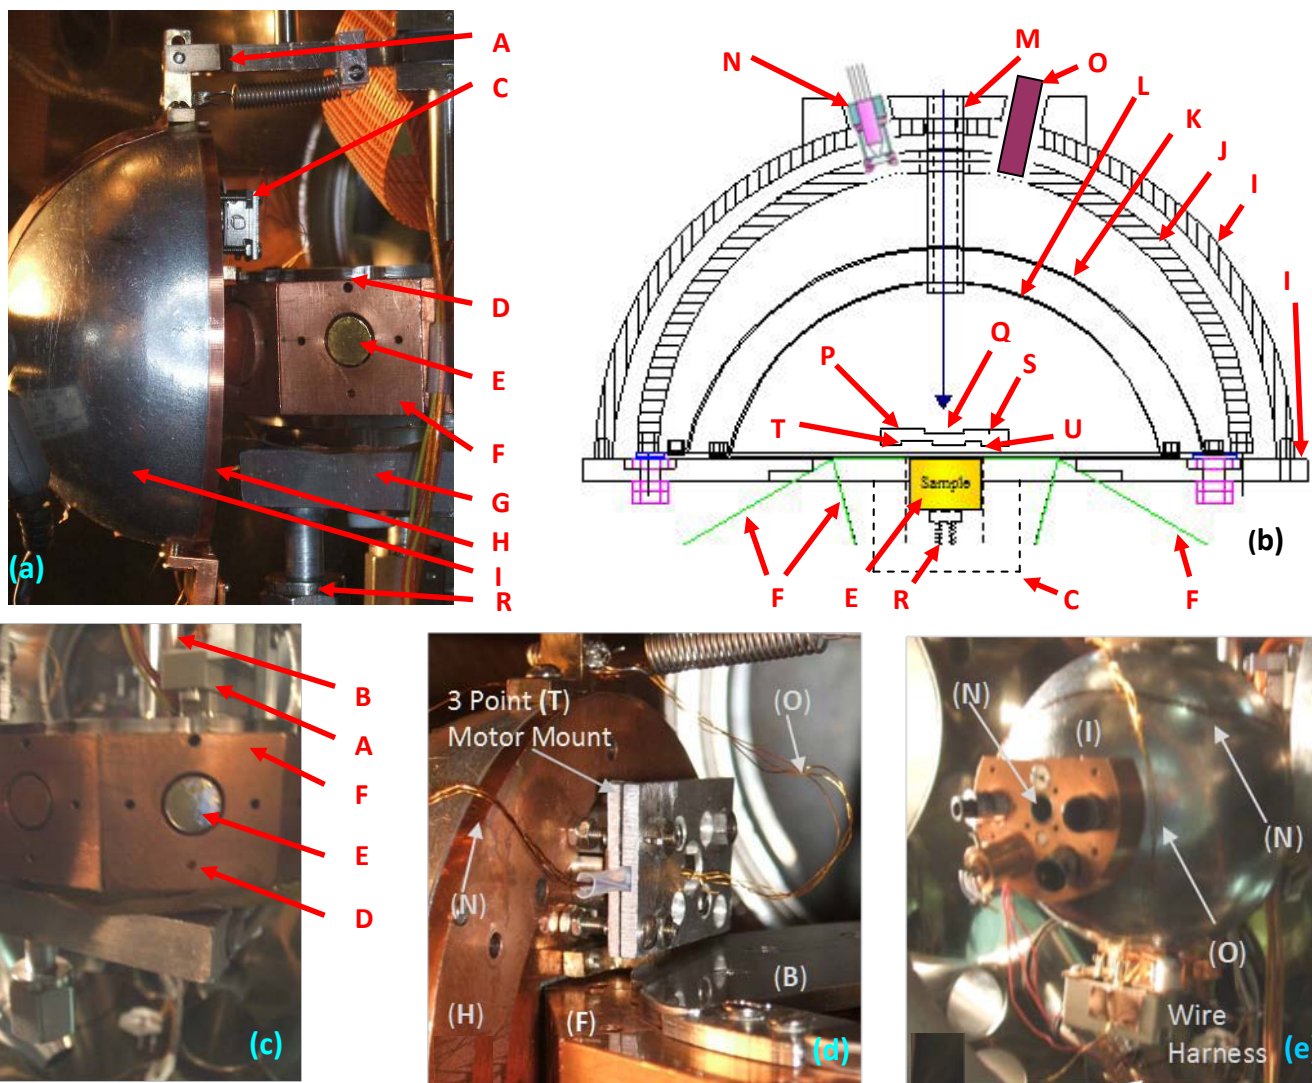 A
C
D
E
F
G
H
I
R
(a)
N
M
O
L
K
J
I
I
P
Q
S
T
U
Sample
F
E
R
C
F
(b)
B
A
F
E
D
(c)
3 Point (T)
Motor Mount
(O)
(N)
(B)
(H)
(F)
(d)
(N)
(I)
(N)
(O)
Wire
Harness
(e